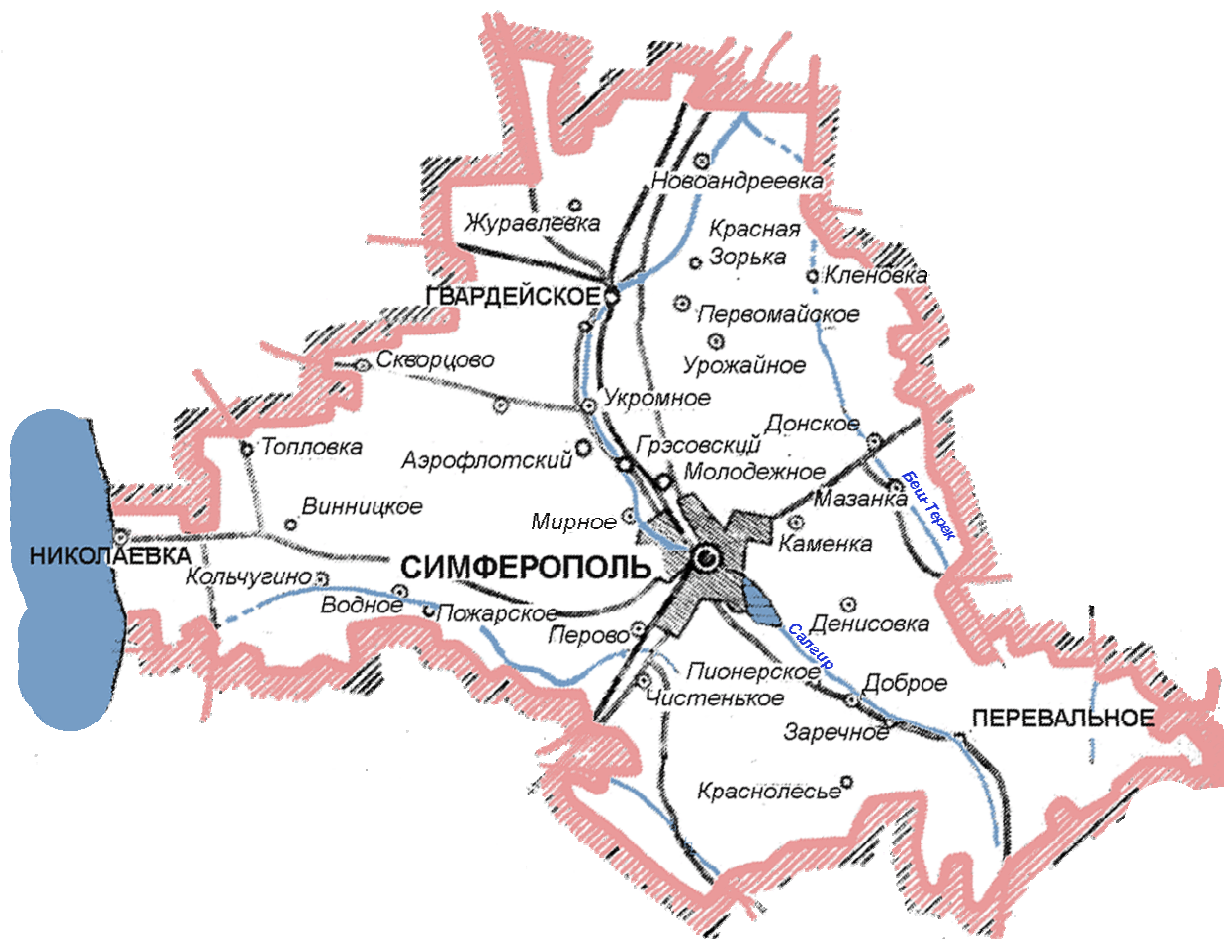 Новоандреевка
Журавлевка
Красная
Зорька
Кленовка
ГВАРДЕЙСКОЕ
Первомайское
Скворцово
Урожайное
Укромное
Донское
Топловка
Грэсовский
Аэрофлотский
Молодежное
Мазанка
Беш-Терек
Винницкое
Мирное
Каменка
НИКОЛАЕВКА
СИМФЕРОПОЛЬ
Кольчугино
Водное
Пожарское
Перово
Денисовка
Салгир
Пионерское
Доброе
Чистенькое
Заречное
ПЕРЕВАЛЬНОЕ
Краснолесье